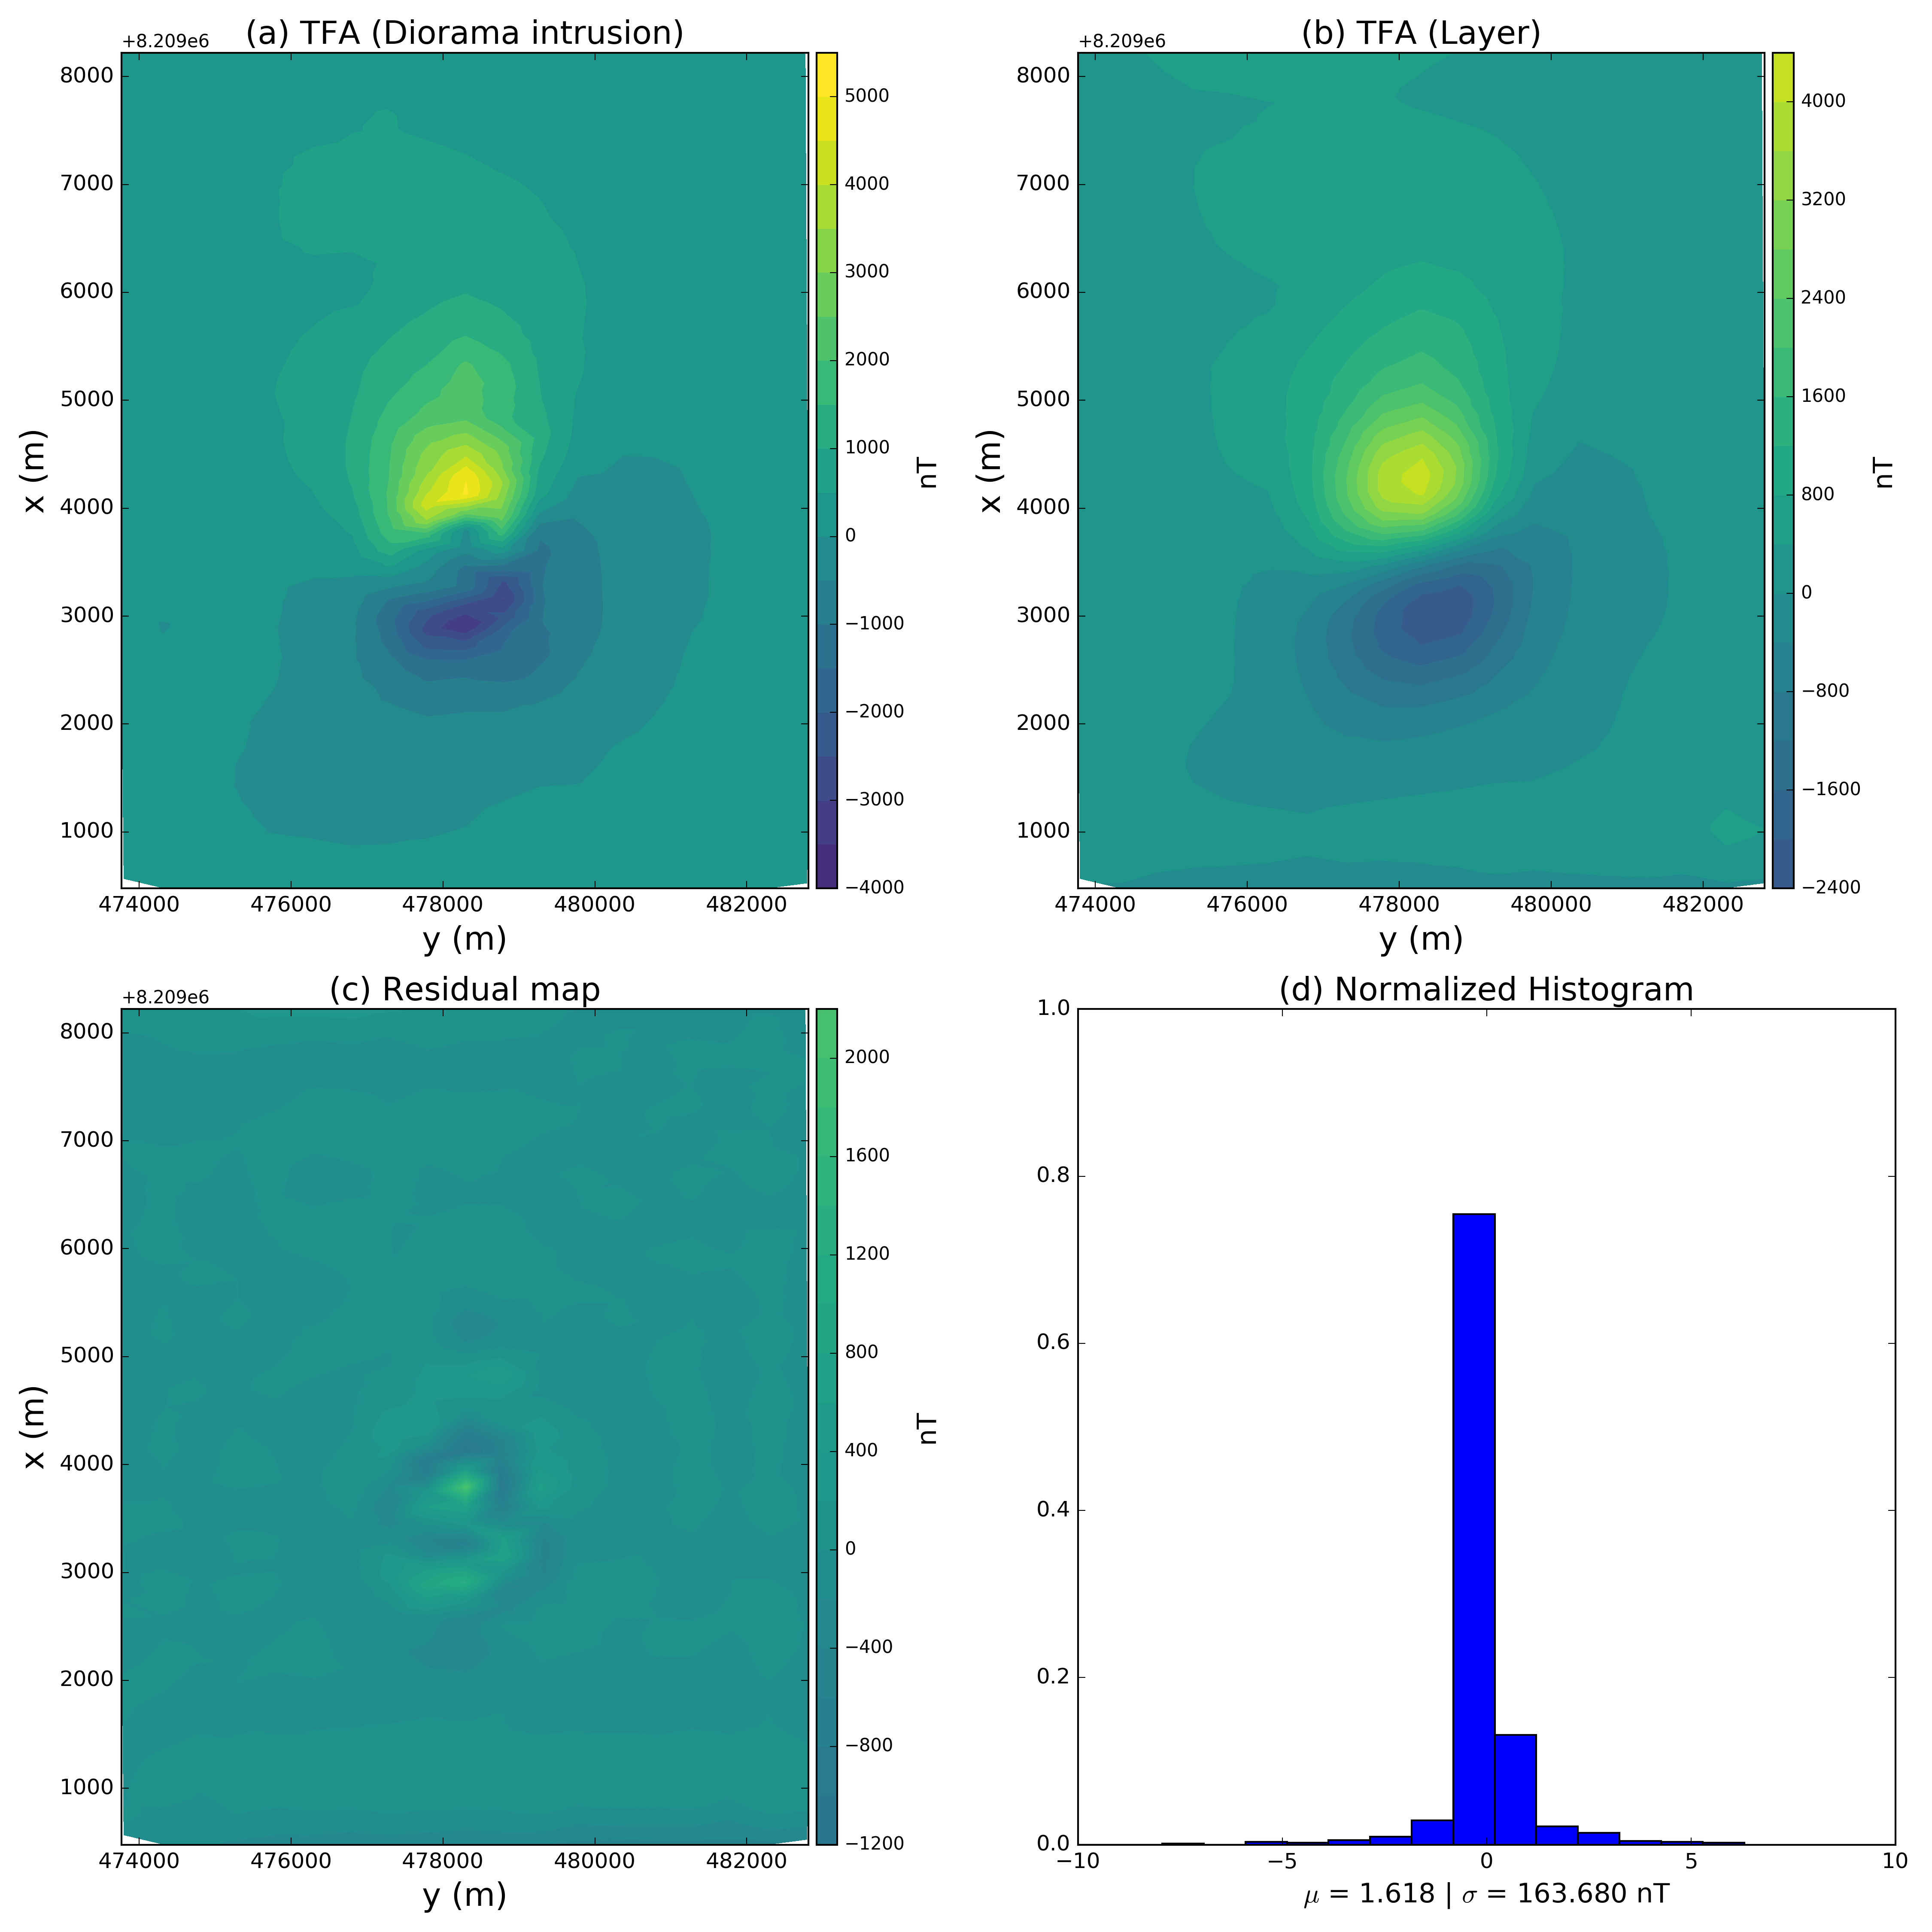 (a) TFA (Diorama intrusion)
+8.209e6
8000
7000
6000
5000
4000
3000
2000
1000
x (m)
474000 476000 478000 480000 482000
y (m)
5000
4000
3000
2000
1000
0
−1000
−2000
−3000
−4000
nT
(b) TFA (Layer)
+8.209e6
8000
7000
6000
5000
4000
3000
2000
1000
x (m)
474000 476000 478000 480000 482000
y (m)
4000
3200
2400
1600
800
0
−800
−1600
−2400
nT
(c) Residual map
+8.209e6
8000
7000
6000
5000
4000
3000
2000
1000
x (m)
474000 476000 478000 480000 482000
y (m)
2000
1600
1200
800
400
0
−400
−800
−1200
nT
(d) Normalized Histogram
1.0
0.8
0.6
0.4
0.2
0.0
−10 −5 0 5 10
μ = 1.618 | σ = 163.680 nT